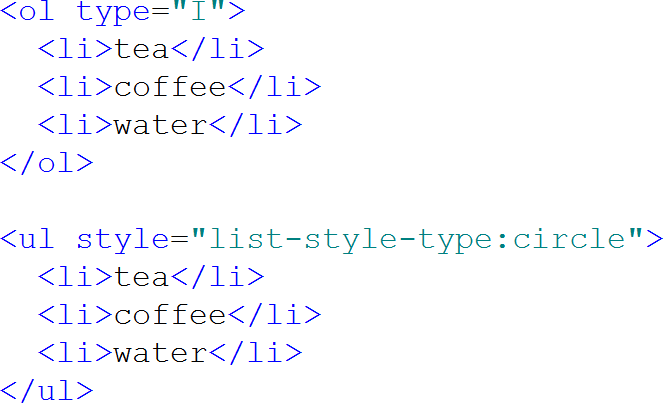 <ol type="I">
  <li>tea</li>
  <li>coffee</li>
  <li>water</li>
</ol>

<ul style="list-style-type:circle">
  <li>tea</li>
  <li>coffee</li>
  <li>water</li>
</ul>